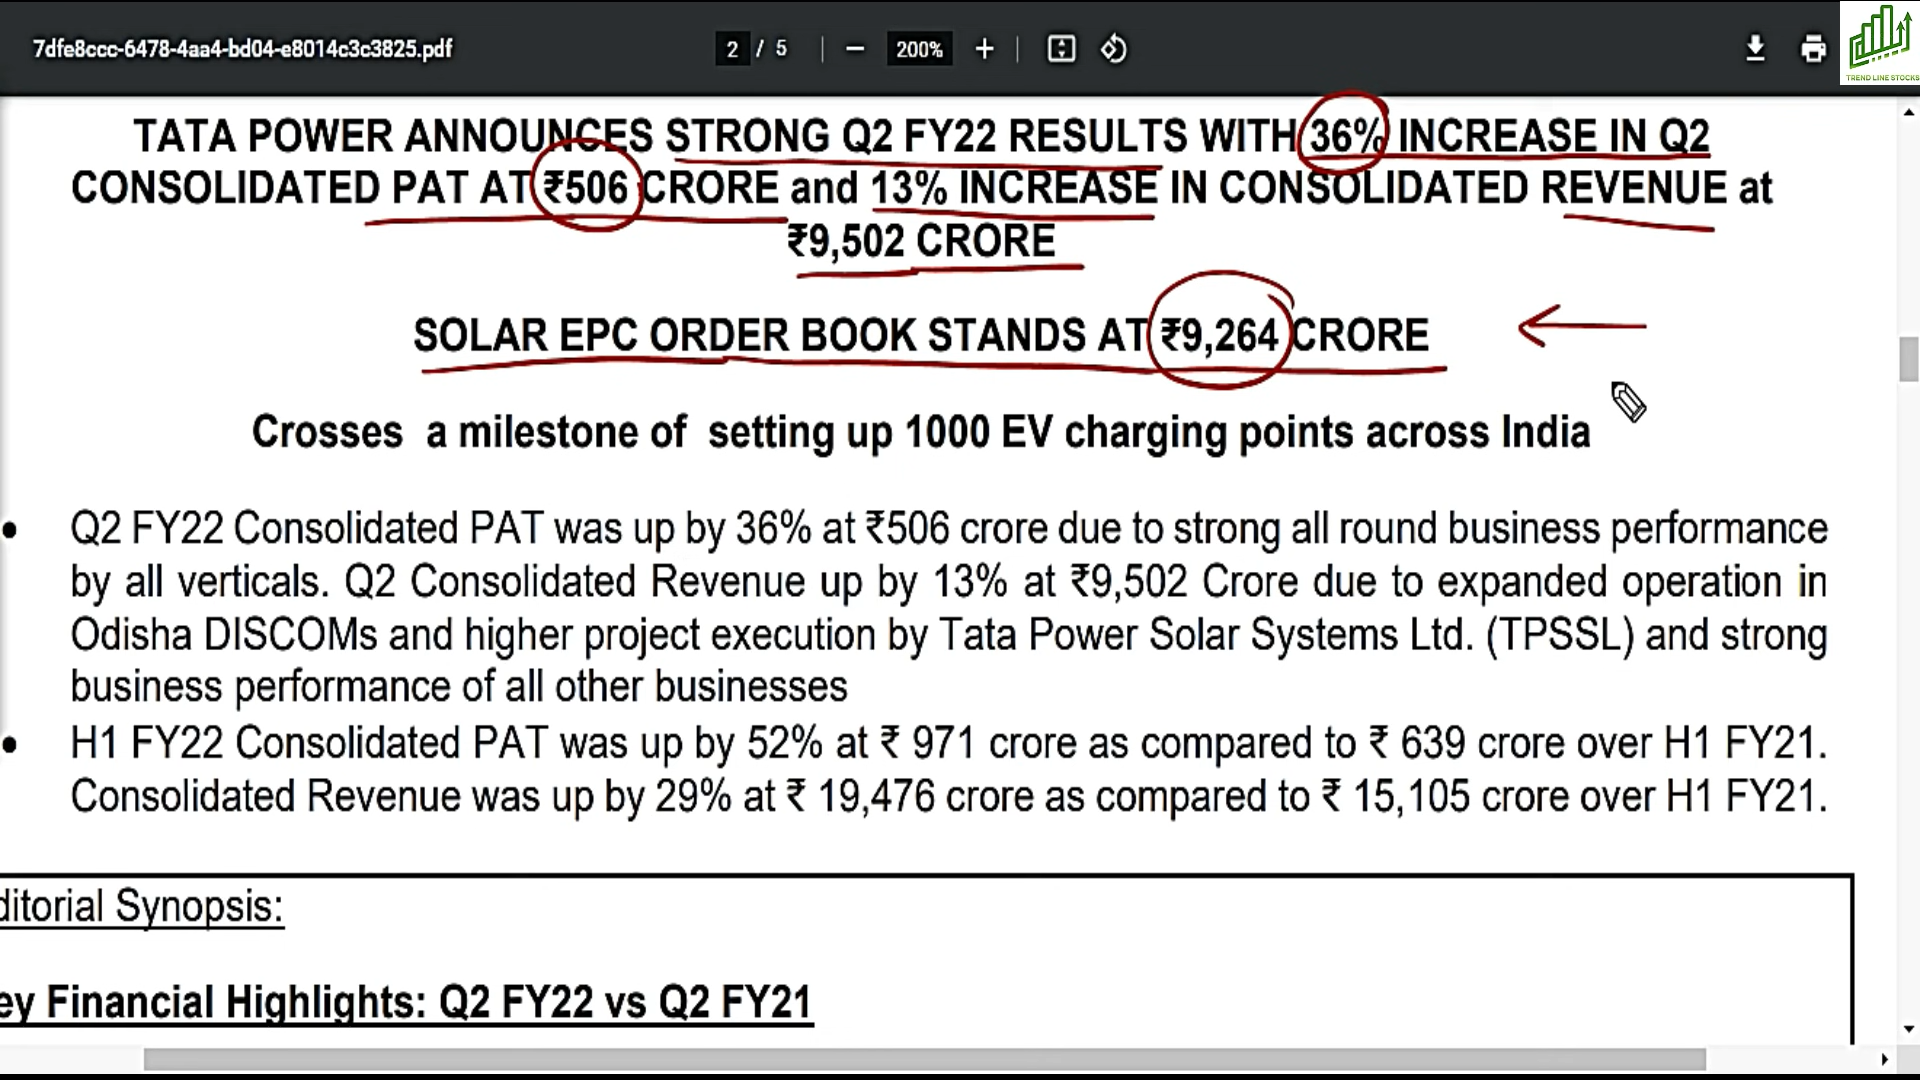 7dfe8ccc-6478-4aa4-bd04-e8014c3c3825.pdf
2 / 5
200%
TREND LINE STOCKS
TATA POWER ANNOUNCES STRONG Q2 FY22 RESULTS WITH 36% INCREASE IN Q2
CONSOLIDATED PAT AT ₹506 CRORE and 13% INCREASE IN CONSOLIDATED REVENUE at
₹9,502 CRORE
SOLAR EPC ORDER BOOK STANDS AT ₹9,264 CRORE
Crosses a milestone of setting up 1000 EV charging points across India
• Q2 FY22 Consolidated PAT was up by 36% at ₹506 crore due to strong all round business performance
by all verticals. Q2 Consolidated Revenue up by 13% at ₹9,502 Crore due to expanded operation in
Odisha DISCOMs and higher project execution by Tata Power Solar Systems Ltd. (TPSSL) and strong
business performance of all other businesses
• H1 FY22 Consolidated PAT was up by 52% at ₹ 971 crore as compared to ₹ 639 crore over H1 FY21.
Consolidated Revenue was up by 29% at ₹ 19,476 crore as compared to ₹ 15,105 crore over H1 FY21.
ditorial Synopsis:
ey Financial Highlights: Q2 FY22 vs Q2 FY21